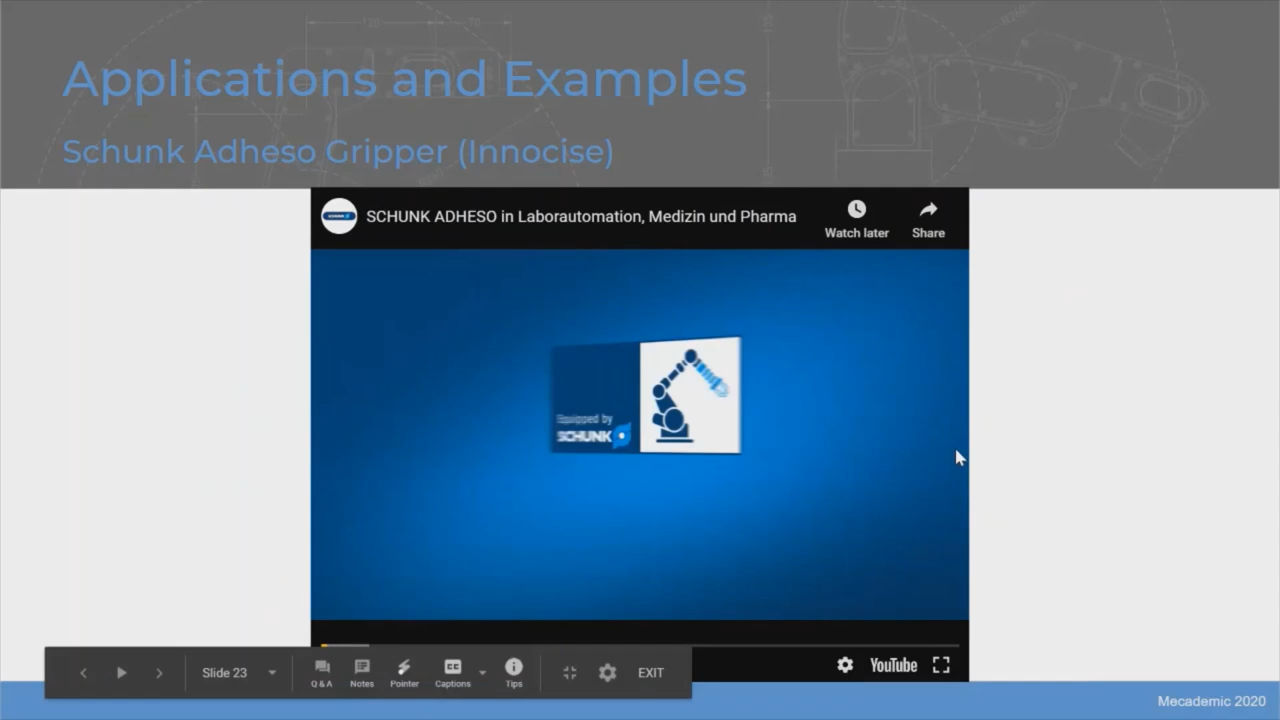 Applications and Examples
Schunk Adheso Gripper (Innocise)
SCHUNK ADHESO in Laborautomation, Medizin und Pharma
Watch later
Share
Equipped by
SCHUNK
Slide 23
Q & A
Notes
Pointer
Captions
Tips
EXIT
YouTube
Mecademic 2020